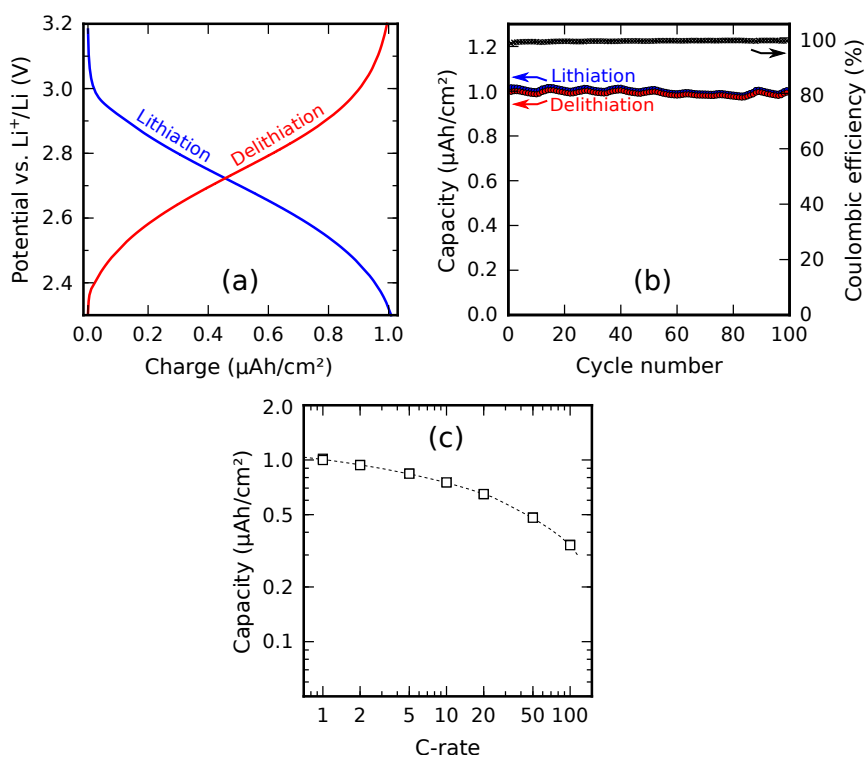 3.2
3.0
2.8
2.6
2.4
Potential vs. Li⁺/Li (V)
Lithiation
Delithiation
(a)
0.0 0.2 0.4 0.6 0.8 1.0
Charge (µAh/cm²)
1.2
1.0
0.8
0.6
0.4
0.2
0.0
Capacity (µAh/cm²)
Lithiation
Delithiation
(b)
100
80
60
40
20
0
Coulombic efficiency (%)
0 20 40 60 80 100
Cycle number
2.0
1.0
0.5
0.2
0.1
Capacity (µAh/cm²)
(c)
1 2 5 10 20 50 100
C-rate